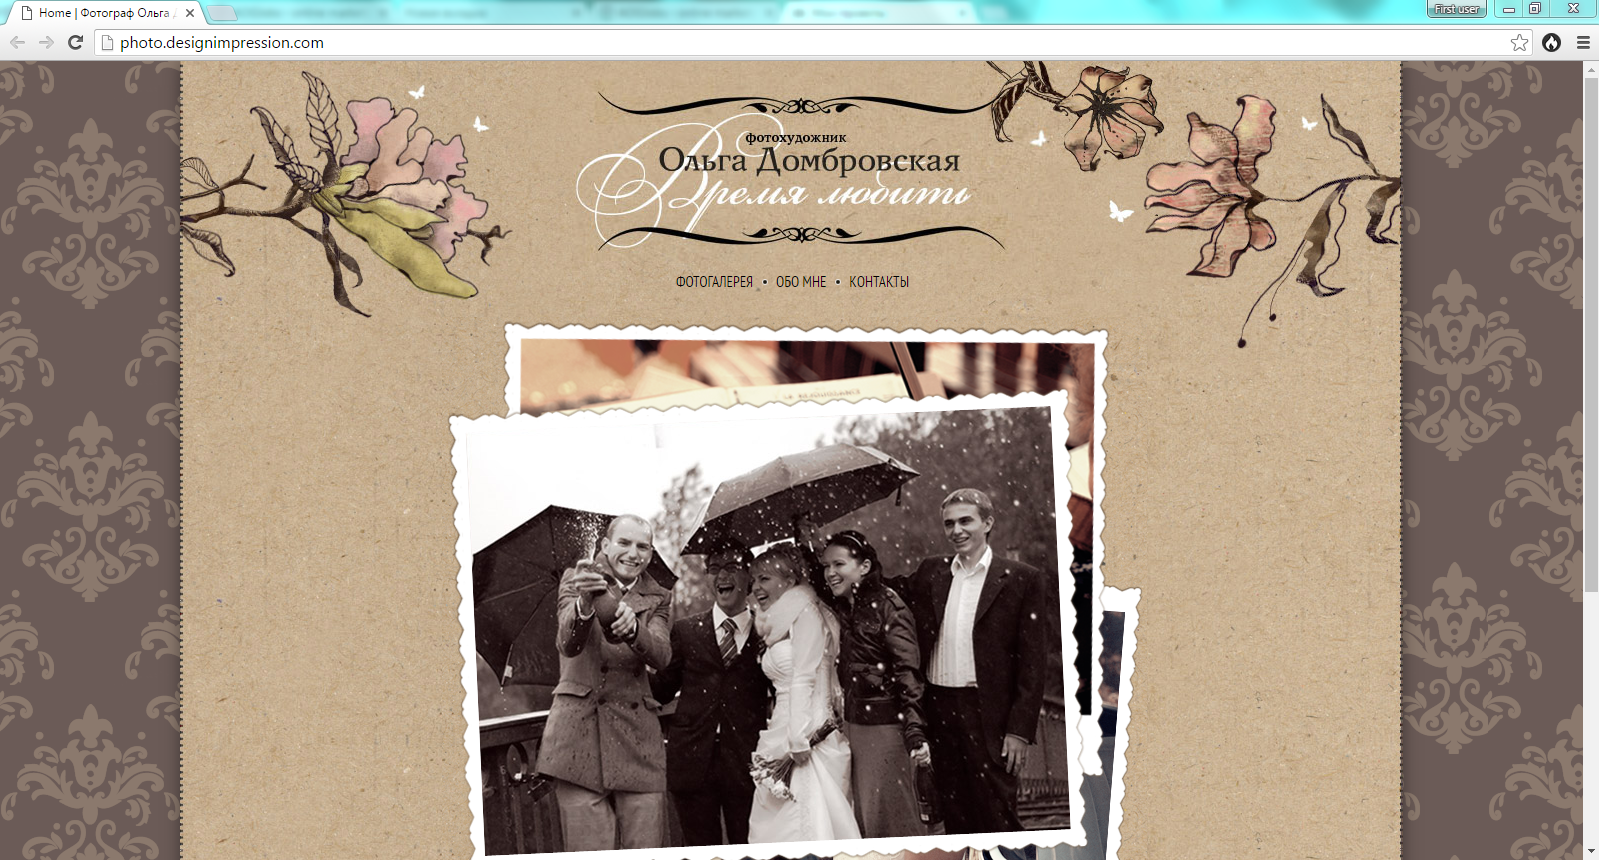 Home | Фотограф Ольга
First user
photo.designimpression.com
фотохудожник
Ольга Домбровская
Время любить
ФОТОГАЛЕРЕЯ • ОБО МНЕ • КОНТАКТЫ